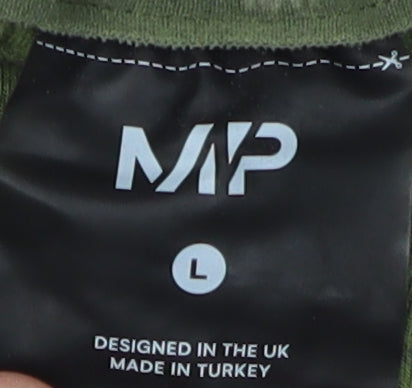 MP
L
DESIGNED IN THE UK
MADE IN TURKEY